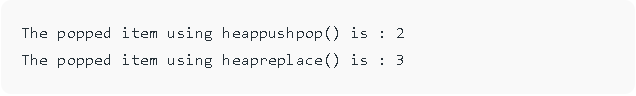 The popped item using heappushpop() is : 2
The popped item using heapreplace() is : 3